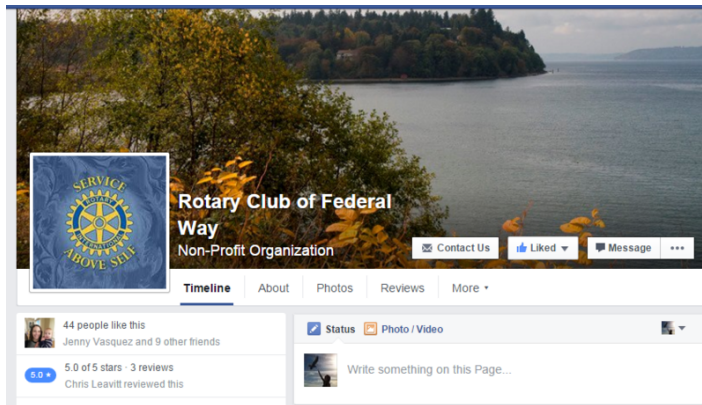 SERVICE
ROTARY
INTERNATIONAL
ABOVE SELF
Rotary Club of Federal
Way
Non-Profit Organization
Contact Us
Liked
Message
Timeline About Photos Reviews More
44 people like this
Jenny Vasquez and 9 other friends
5.0 ★
5.0 of 5 stars · 3 reviews
Chris Leavitt reviewed this
Status Photo / Video
Write something on this Page...